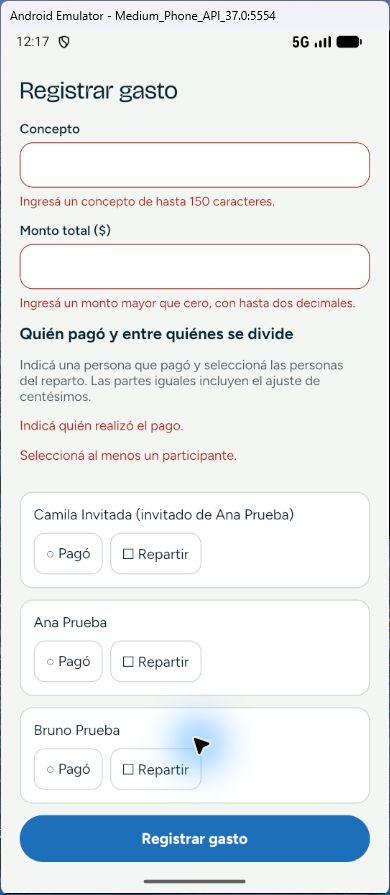 Android Emulator - Medium_Phone_API_37.0:5554
12:17
5G
Registrar gasto
Concepto
Ingresá un concepto de hasta 150 caracteres.
Monto total ($)
Ingresá un monto mayor que cero, con hasta dos decimales.
Quién pagó y entre quiénes se divide
Indicá una persona que pagó y seleccioná las personas
del reparto. Las partes iguales incluyen el ajuste de
centésimos.
Indicá quién realizó el pago.
Seleccioná al menos un participante.
Camila Invitada (invitado de Ana Prueba)
○ Pagó ☐ Repartir
Ana Prueba
○ Pagó ☐ Repartir
Bruno Prueba
○ Pagó ☐ Repartir
Registrar gasto